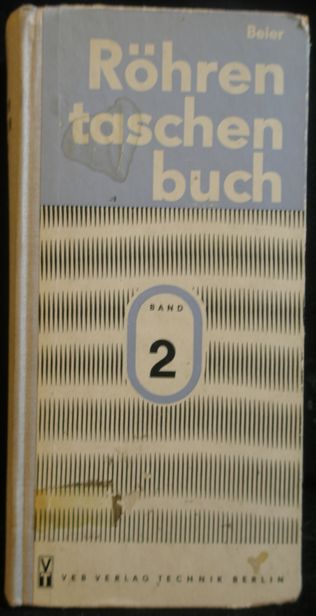 Beier
Röhren
taschen
buch
BAND
2
VT VEB VERLAG TECHNIK BERLIN